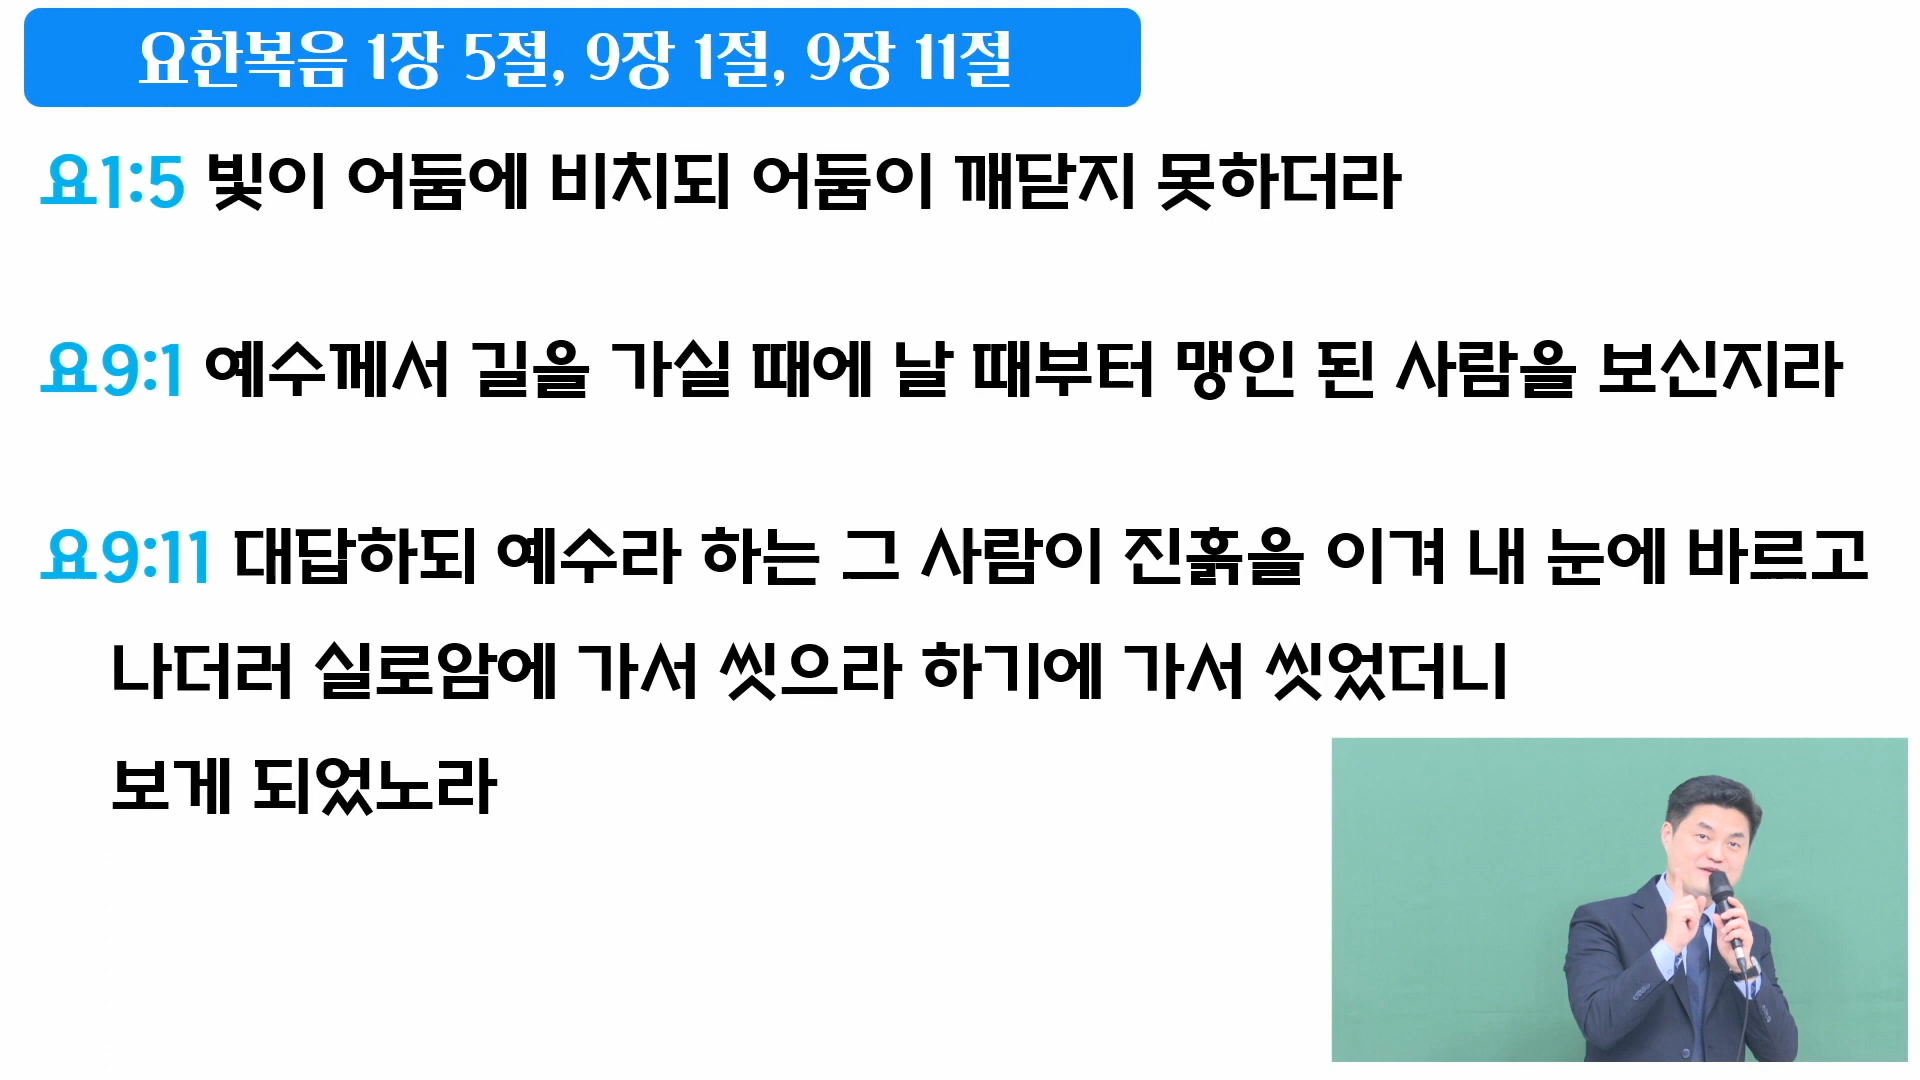 요한복음 1장 5절, 9장 1절, 9장 11절
요1:5 빛이 어둠에 비치되 어둠이 깨닫지 못하더라
요9:1 예수께서 길을 가실 때에 날 때부터 맹인 된 사람을 보신지라
요9:11 대답하되 예수라 하는 그 사람이 진흙을 이겨 내 눈에 바르고
나더러 실로암에 가서 씻으라 하기에 가서 씻었더니
보게 되었노라